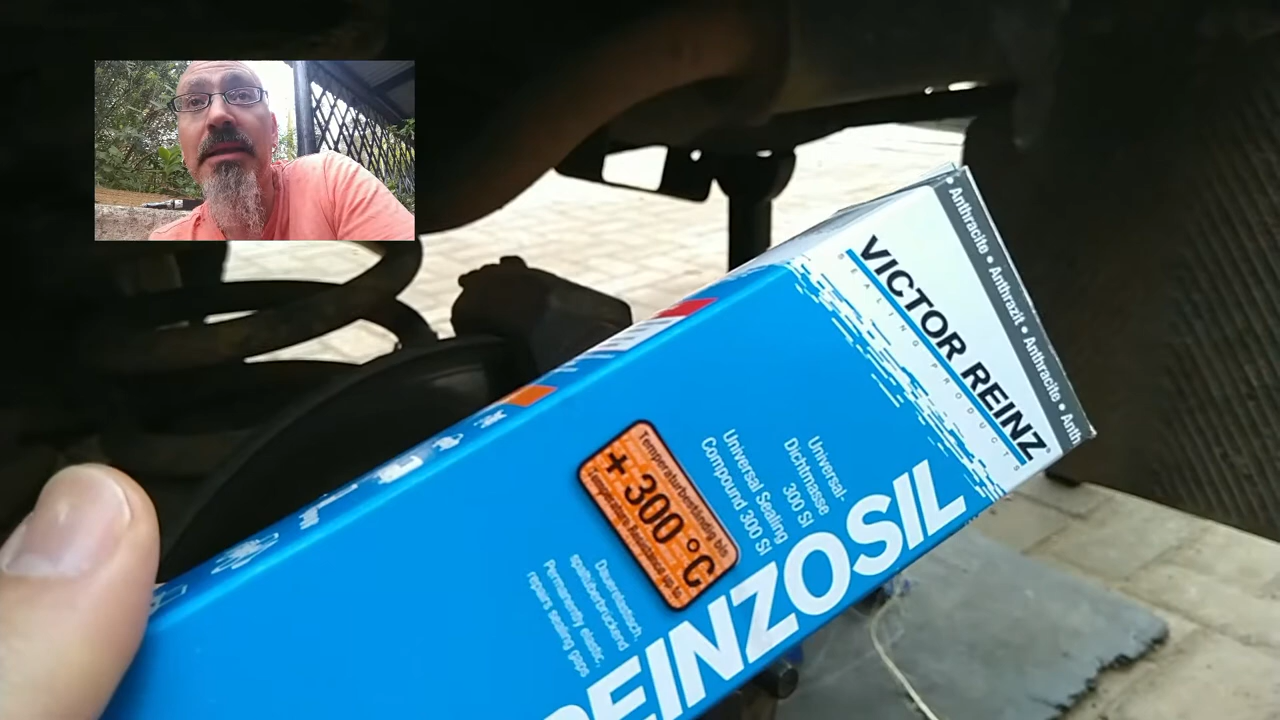 Anthracite • Anthrazit • Anthracite • Anth
VICTOR REINZ®
SEALING PRODUCTS
Universal-
Dichtmasse
300 Si
Universal Sealing
Compound 300 Si
Temperaturbeständig bis
+300 °C
Temperature Resistance up to
Dauerelastisch,
spaltüberbrückend
Permanently elastic,
repairs sealing gaps
REINZOSIL